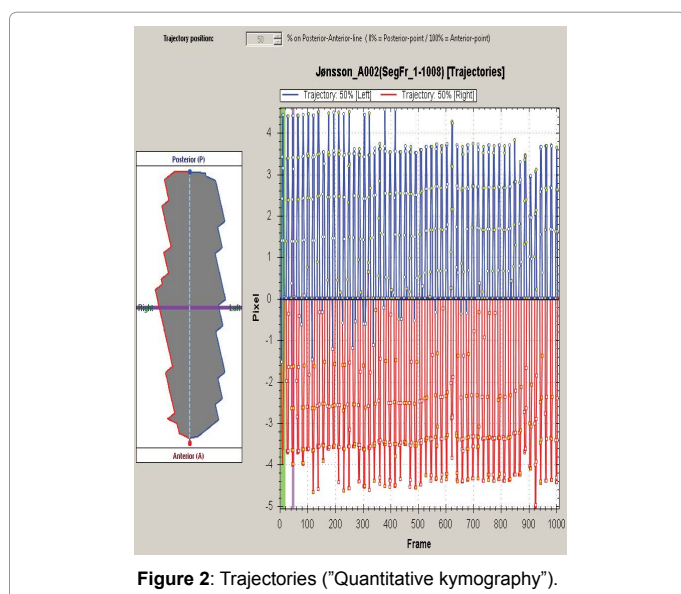 Trajectory position: 50 % on Posterior-Anterior-line ( 0% = Posterior-point / 100% = Anterior-point)
Jønsson_A002(SegFr_1-1008) [Trajectories]
Trajectory: 50% [Left] Trajectory: 50% [Right]
Posterior (P)
Right Left
Anterior (A)
Pixel
4
3
2
1
0
-1
-2
-3
-4
-5
0 100 200 300 400 500 600 700 800 900 1000
Frame
Figure 2: Trajectories (”Quantitative kymography”).